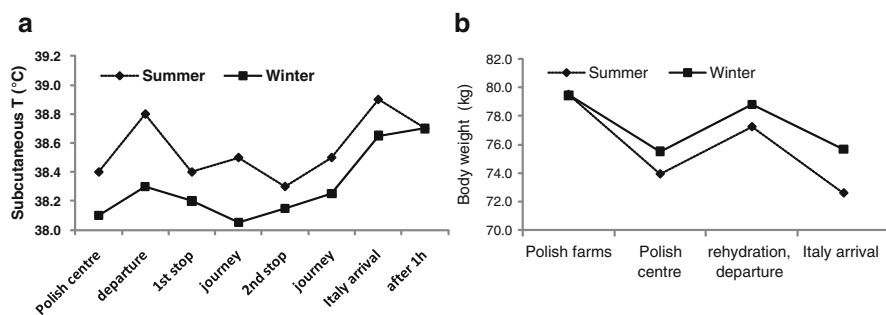 a
Subcutaneous T (°C)
39.2
39.0
38.8
38.6
38.4
38.2
38.0
Summer
Winter
Polish centre
departure
1st stop
journey
2nd stop
journey
Italy arrival
after 1h
b
Body weight (kg)
82.0
80.0
78.0
76.0
74.0
72.0
70.0
Summer
Winter
Polish farms
Polish
centre
rehydration,
departure
Italy arrival